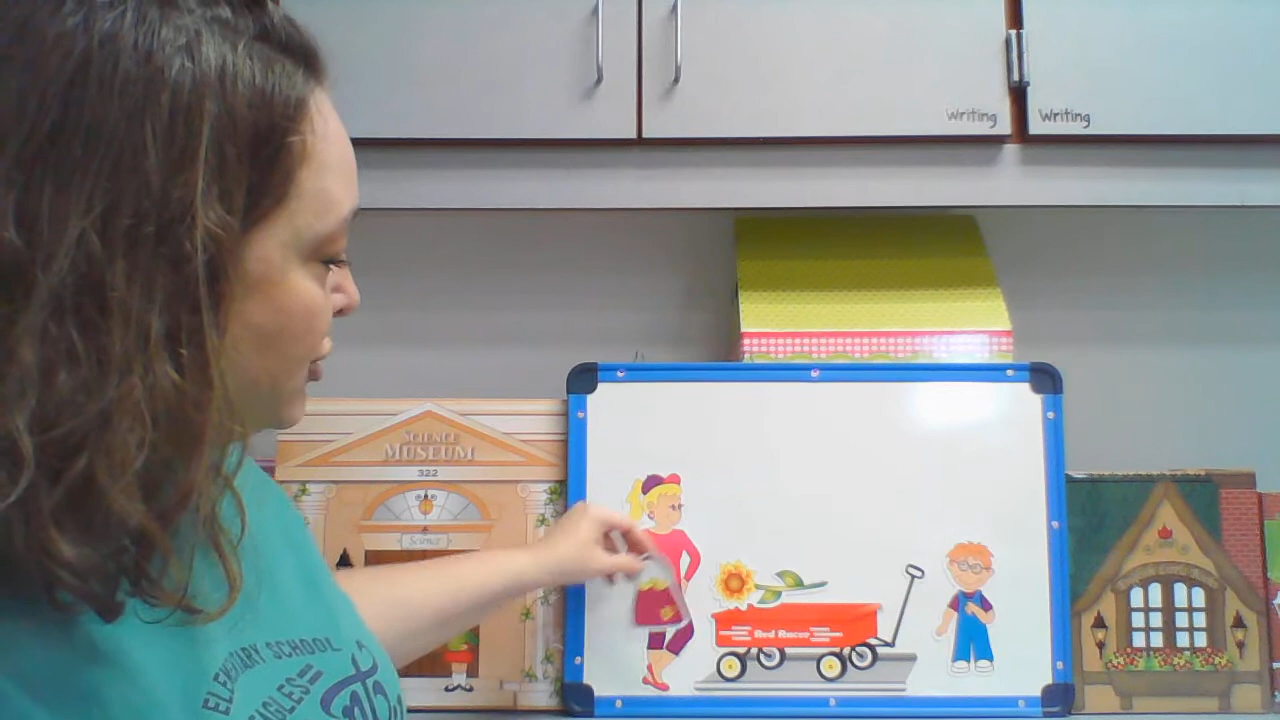 Writing
Writing
SCIENCE
MUSEUM
322
Science
Red Racer
ELEMENTARY SCHOOL
EAGLES